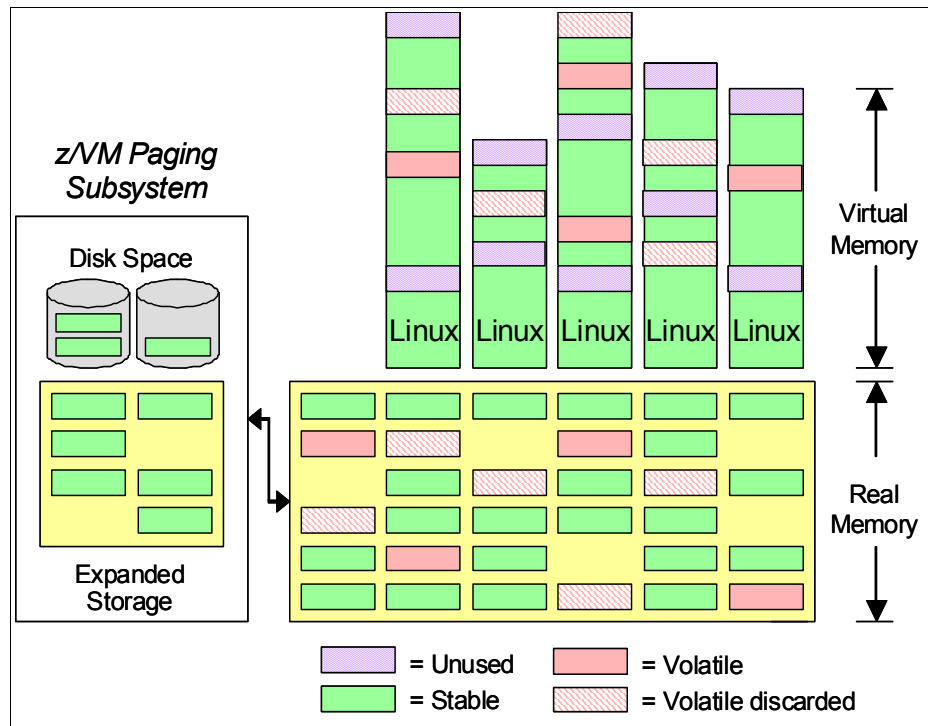 z/VM Paging
Subsystem
Disk Space
Expanded
Storage
Linux
Linux
Linux
Linux
Linux
Virtual
Memory
Real
Memory
= Unused
= Volatile
= Stable
= Volatile discarded